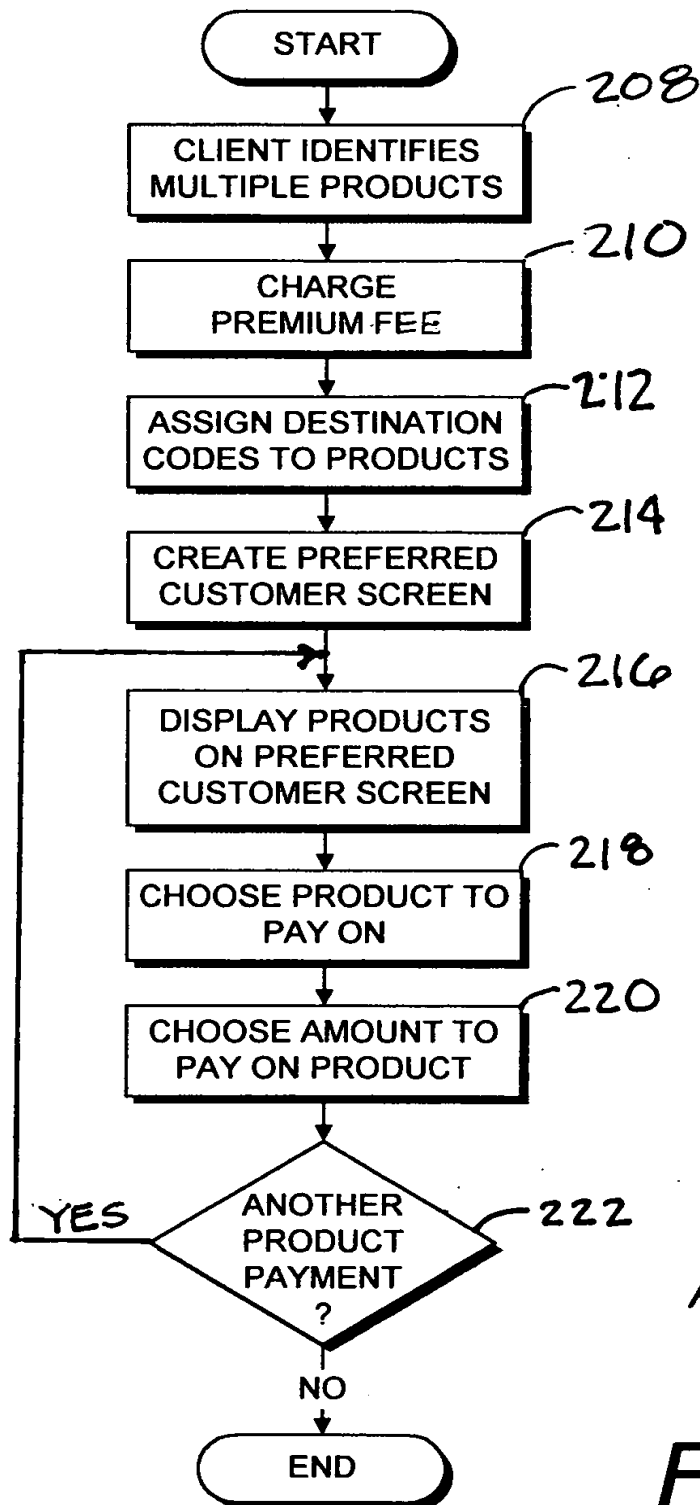 START
208
CLIENT IDENTIFIES
MULTIPLE PRODUCTS
210
CHARGE
PREMIUM FEE
212
ASSIGN DESTINATION
CODES TO PRODUCTS
214
CREATE PREFERRED
CUSTOMER SCREEN
216
DISPLAY PRODUCTS
ON PREFERRED
CUSTOMER SCREEN
218
CHOOSE PRODUCT TO
PAY ON
220
CHOOSE AMOUNT TO
PAY ON PRODUCT
222
ANOTHER
PRODUCT
PAYMENT
?
YES
NO
END